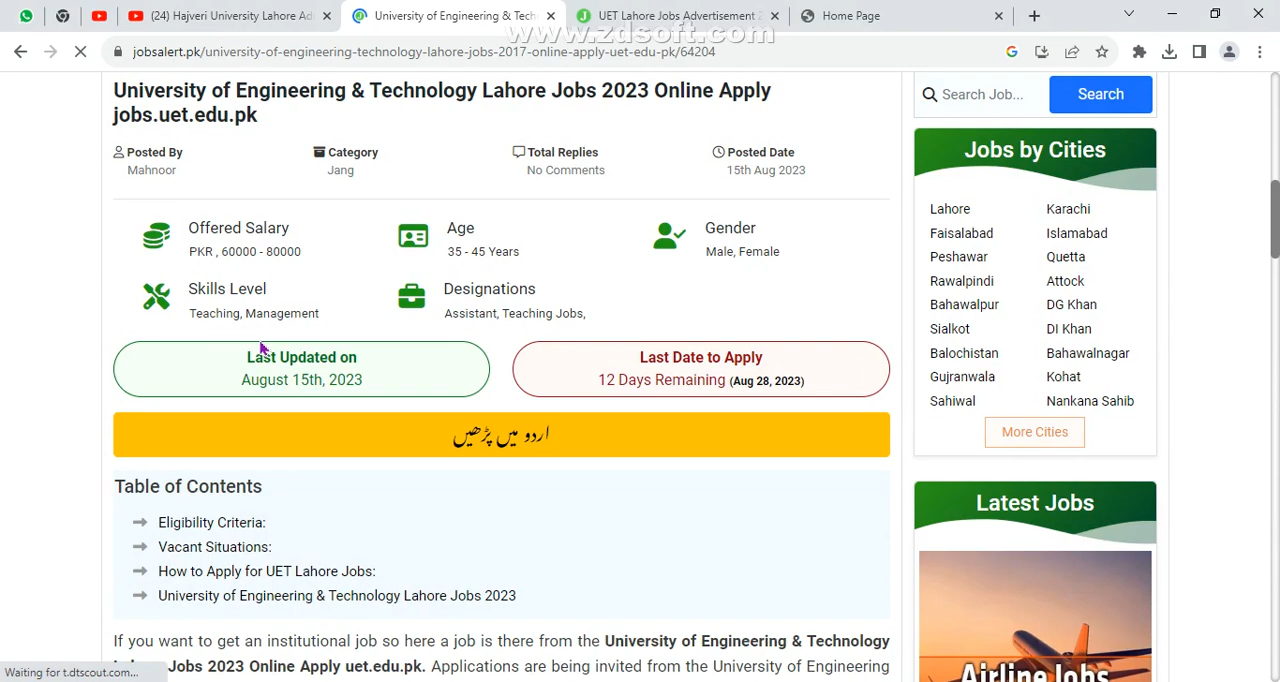 (24) Hajveri University Lahore Ad
University of Engineering & Tech
UET Lahore Jobs Advertisement 2
Home Page
www.zdsoft.com
jobsalert.pk/university-of-engineering-technology-lahore-jobs-2017-online-apply-uet-edu-pk/64204
University of Engineering & Technology Lahore Jobs 2023 Online Apply
jobs.uet.edu.pk
Posted By
Mahnoor
Category
Jang
Total Replies
No Comments
Posted Date
15th Aug 2023
Offered Salary
PKR , 60000 - 80000
Age
35 - 45 Years
Gender
Male, Female
Skills Level
Teaching, Management
Designations
Assistant, Teaching Jobs,
Last Updated on
August 15th, 2023
Last Date to Apply
12 Days Remaining (Aug 28, 2023)
اردو میں پڑھیں
Table of Contents
Eligibility Criteria:
Vacant Situations:
How to Apply for UET Lahore Jobs:
University of Engineering & Technology Lahore Jobs 2023
If you want to get an institutional job so here a job is there from the University of Engineering & Technology
Jobs 2023 Online Apply uet.edu.pk. Applications are being invited from the University of Engineering
Search Job...
Search
Jobs by Cities
Lahore Karachi
Faisalabad Islamabad
Peshawar Quetta
Rawalpindi Attock
Bahawalpur DG Khan
Sialkot DI Khan
Balochistan Bahawalnagar
Gujranwala Kohat
Sahiwal Nankana Sahib
More Cities
Latest Jobs
Airline Jobs
Waiting for t.dtscout.com...